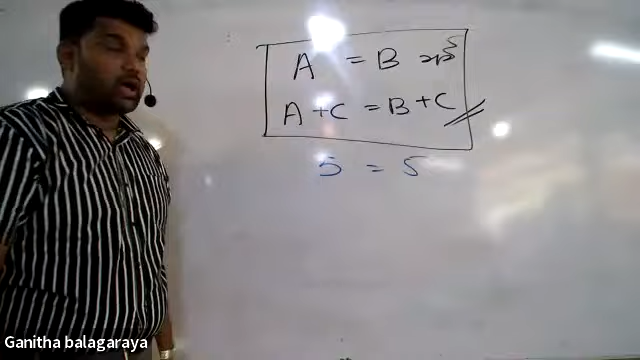 A = B නම්
A + C = B + C
5 = 5
Ganitha balagaraya